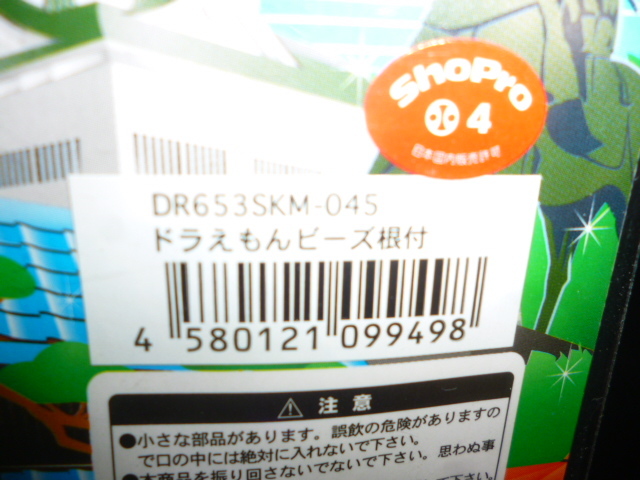 ShoPro
4
日本国内販売許可
DR653SKM-045
ドラえもんビーズ根付
4 580121 099498
⚠ 注意
●小さな部品があります。誤飲の危険がありますの
で口の中には絶対に入れないで下さい。
●本商品を振り回さないで下さい。思わぬ事